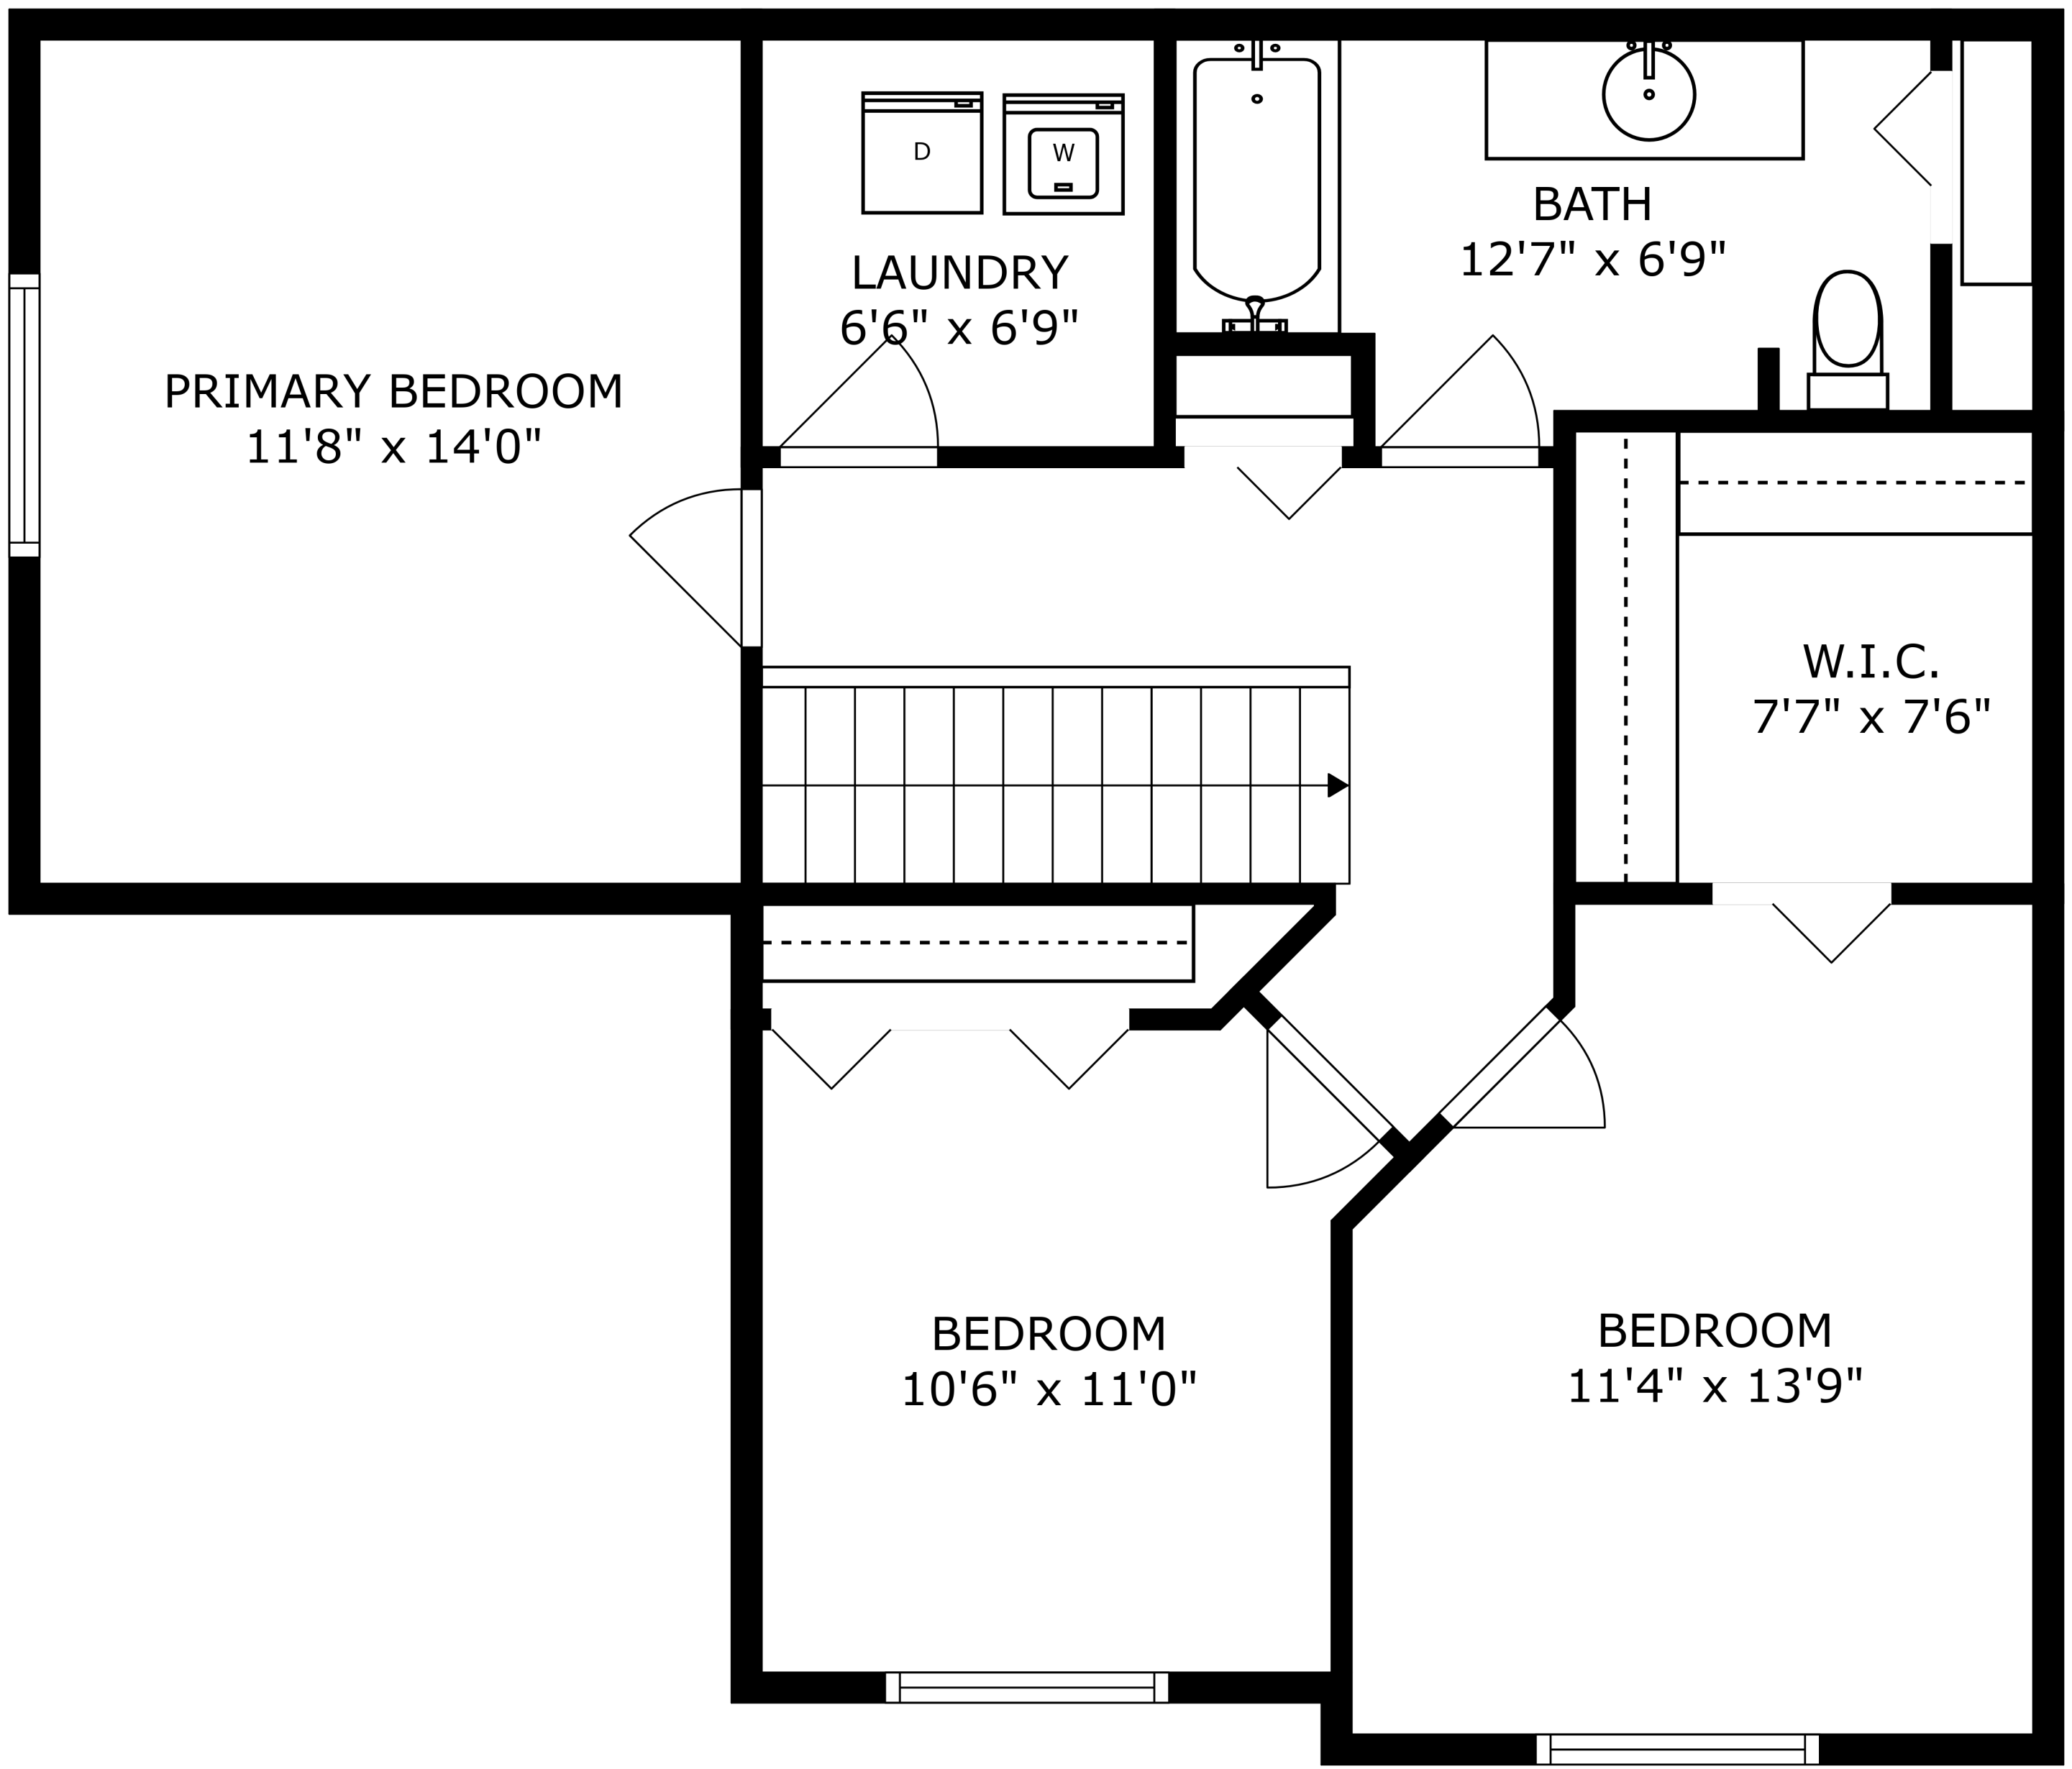 D
W
LAUNDRY
6'6" x 6'9"
BATH
12'7" x 6'9"
PRIMARY BEDROOM
11'8" x 14'0"
W.I.C.
7'7" x 7'6"
BEDROOM
10'6" x 11'0"
BEDROOM
11'4" x 13'9"